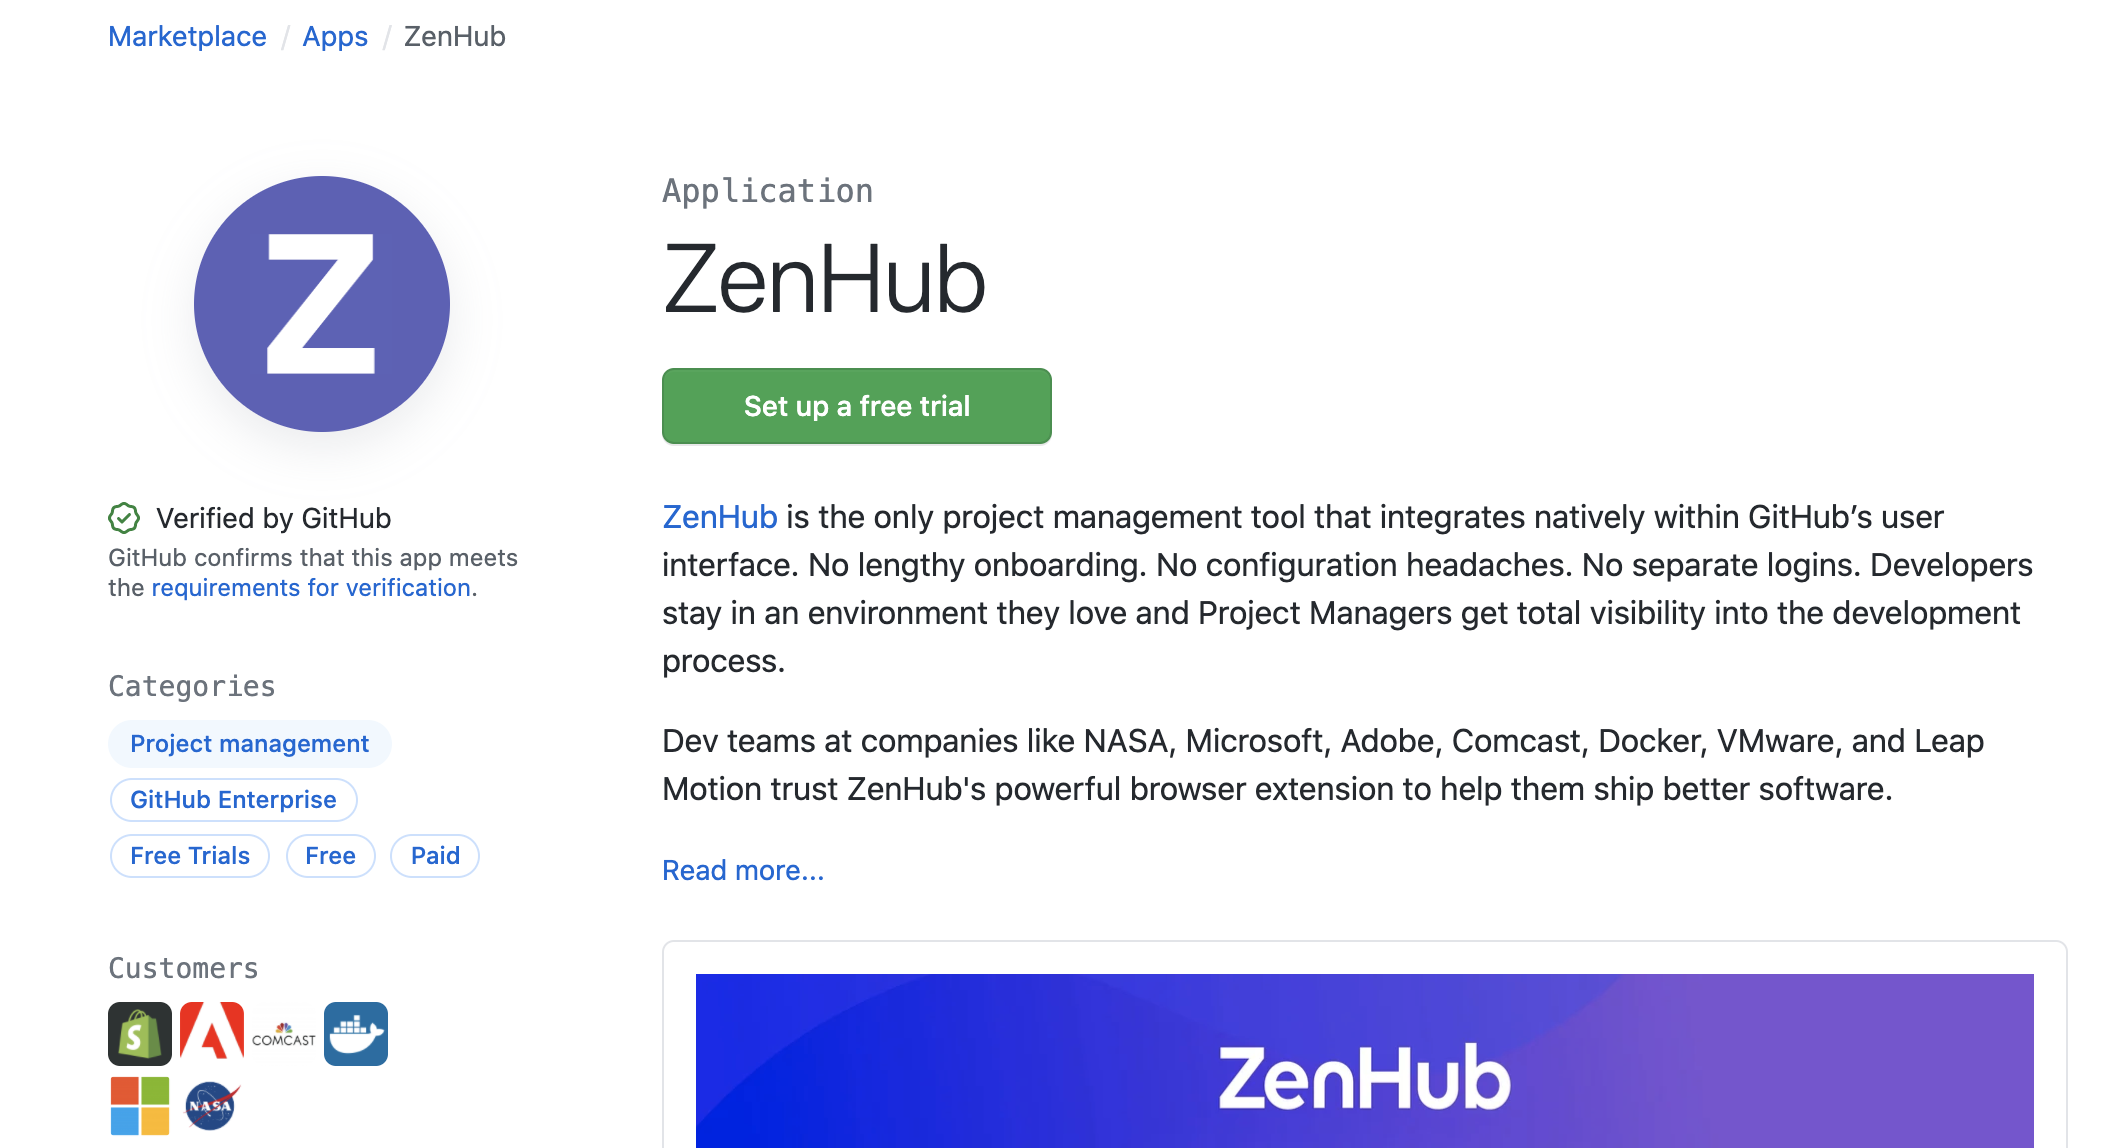 Marketplace / Apps / ZenHub
Z
Verified by GitHub
GitHub confirms that this app meets
the requirements for verification.
Categories
Project management
GitHub Enterprise
Free Trials Free Paid
Customers
S
COMCAST
NASA
Application
ZenHub
Set up a free trial
ZenHub is the only project management tool that integrates natively within GitHub’s user
interface. No lengthy onboarding. No configuration headaches. No separate logins. Developers
stay in an environment they love and Project Managers get total visibility into the development
process.
Dev teams at companies like NASA, Microsoft, Adobe, Comcast, Docker, VMware, and Leap
Motion trust ZenHub's powerful browser extension to help them ship better software.
Read more...
ZenHub